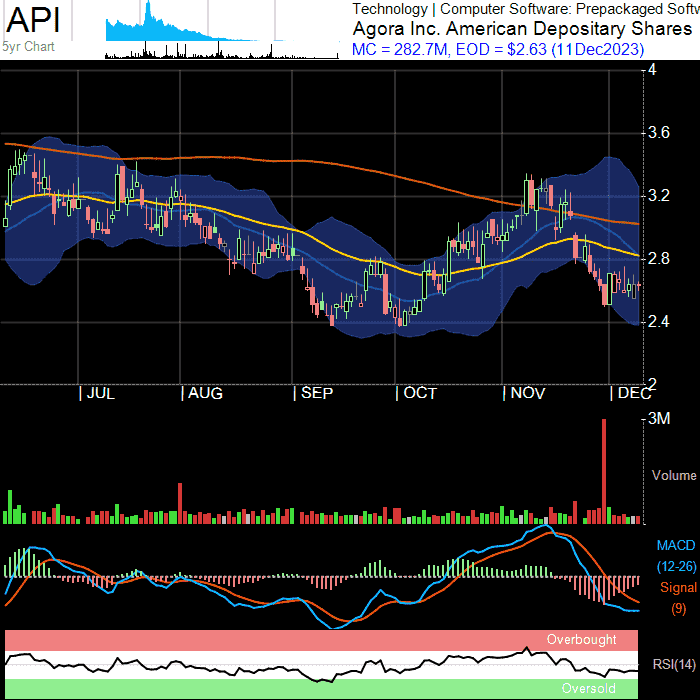 API
5yr Chart
Technology | Computer Software: Prepackaged Softw
Agora Inc. American Depositary Shares
MC = 282.7M, EOD = $2.63 (11Dec2023)
4
3.6
3.2
2.8
2.4
2
JUL AUG SEP OCT NOV DEC
3M
Volume
MACD
(12-26)
Signal
(9)
Overbought
RSI(14)
Oversold